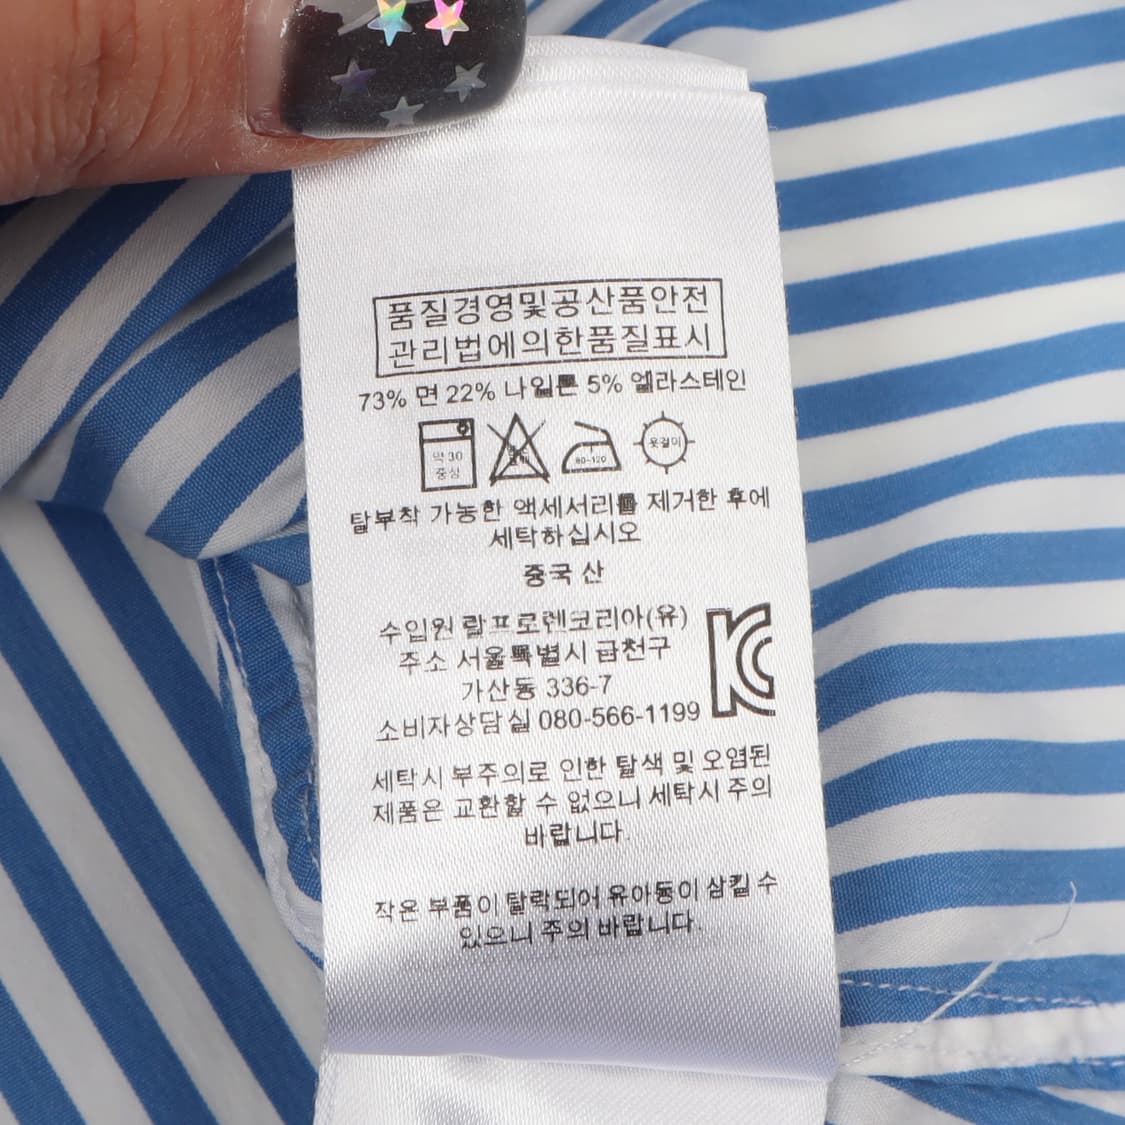 품질경영및공산품안전
관리법에의한품질표시
73% 면 22% 나일론 5% 엘라스테인
약 30
중성
80~120
옷걸이
탈부착 가능한 액세서리를 제거한 후에
세탁하십시오
중국 산
수입원 랄프로렌코리아(유)
주소 서울특별시 금천구
가산동 336-7
소비자상담실 080-566-1199
세탁시 부주의로 인한 탈색 및 오염된
제품은 교환할 수 없으니 세탁시 주의
바랍니다.
작은 부품이 탈락되어 유아동이 삼킬 수
있으니 주의 바랍니다.